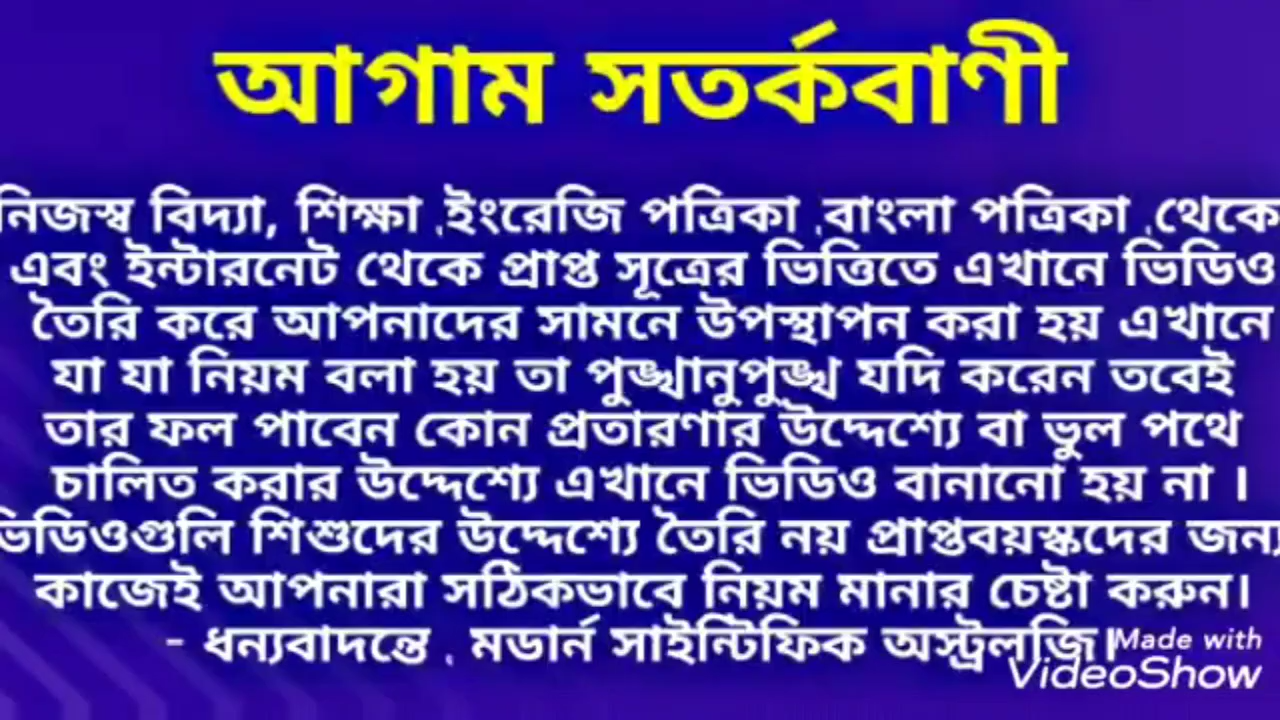 আগাম সতর্কবাণী
নিজস্ব বিদ্যা, শিক্ষা ,ইংরেজি পত্রিকা ,বাংলা পত্রিকা ,থেকে
এবং ইন্টারনেট থেকে প্রাপ্ত সূত্রের ভিত্তিতে এখানে ভিডিও
তৈরি করে আপনাদের সামনে উপস্থাপন করা হয় এখানে
যা যা নিয়ম বলা হয় তা পুঙ্খানুপুঙ্খ যদি করেন তবেই
তার ফল পাবেন কোন প্রতারণার উদ্দেশ্যে বা ভুল পথে
চালিত করার উদ্দেশ্যে এখানে ভিডিও বানানো হয় না ।
ভিডিওগুলি শিশুদের উদ্দেশ্যে তৈরি নয় প্রাপ্তবয়স্কদের জন্য
কাজেই আপনারা সঠিকভাবে নিয়ম মানার চেষ্টা করুন।
- ধন্যবাদন্তে , মডার্ন সাইন্টিফিক অস্ট্রলজি।
Made with
VideoShow